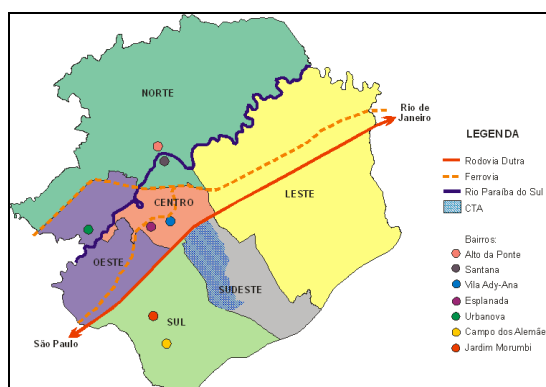 NORTE
Rio de
Janeiro
LEGENDA
Rodovia Dutra
Ferrovia
Rio Paraíba do Sul
CTA
LESTE
CENTRO
OESTE
SUDESTE
SUL
São Paulo
Bairros:
Alto da Ponte
Santana
Vila Ady-Ana
Esplanada
Urbanova
Campo dos Alemãe
Jardim Morumbi